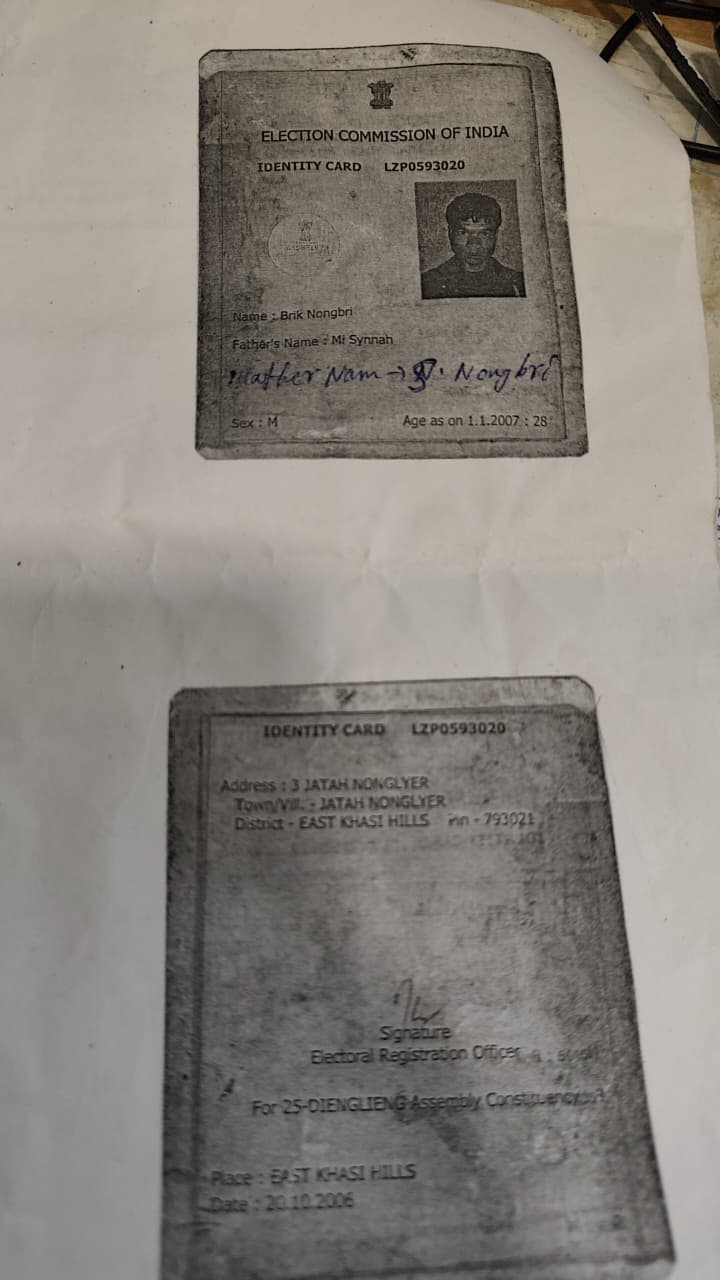 ELECTION COMMISSION OF INDIA
IDENTITY CARD LZP0593020
Name : Brik Nongbri
Father's Name : Mi Synnah
Mather Nam → Nongbri
Sex : M Age as on 1.1.2007 : 28
IDENTITY CARD LZP0593020
Address : 3 JATAH NONGLYER
Town/Vill. - JATAH NONGLYER
District - EAST KHASI HILLS - 793021
Signature
Electoral Registration Officer
For 25-DIENGLIENG Assembly Constituency
Place : EAST KHASI HILLS
Date : 20.10.2006